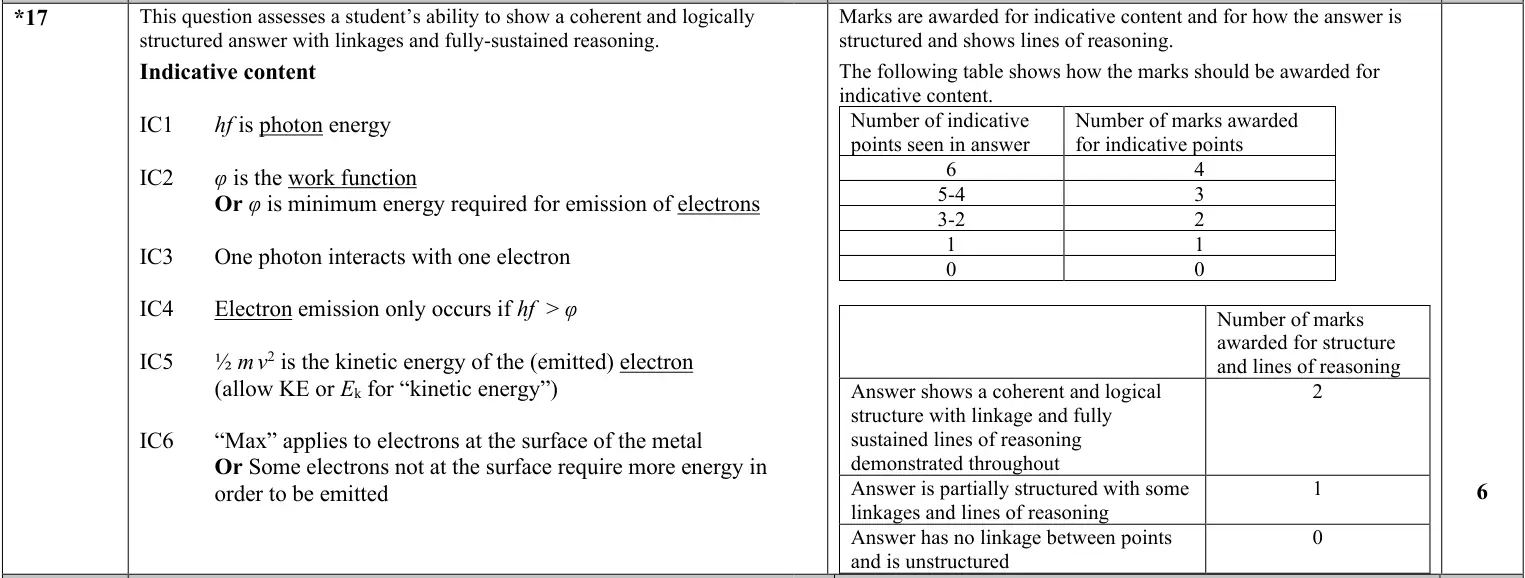 *17
This question assesses a student’s ability to show a coherent and logically
structured answer with linkages and fully-sustained reasoning.
Indicative content
IC1 hf is photon energy
IC2 φ is the work function
Or φ is minimum energy required for emission of electrons
IC3 One photon interacts with one electron
IC4 Electron emission only occurs if hf > φ
IC5 ½ m v² is the kinetic energy of the (emitted) electron
(allow KE or Eₖ for “kinetic energy”)
IC6 “Max” applies to electrons at the surface of the metal
Or Some electrons not at the surface require more energy in
order to be emitted
Marks are awarded for indicative content and for how the answer is
structured and shows lines of reasoning.
The following table shows how the marks should be awarded for
indicative content.
Number of indicative
points seen in answer
Number of marks awarded
for indicative points
6 4
5-4 3
3-2 2
1 1
0 0
Number of marks
awarded for structure
and lines of reasoning
Answer shows a coherent and logical
structure with linkage and fully
sustained lines of reasoning
demonstrated throughout
2
Answer is partially structured with some
linkages and lines of reasoning
1
Answer has no linkage between points
and is unstructured
0
6